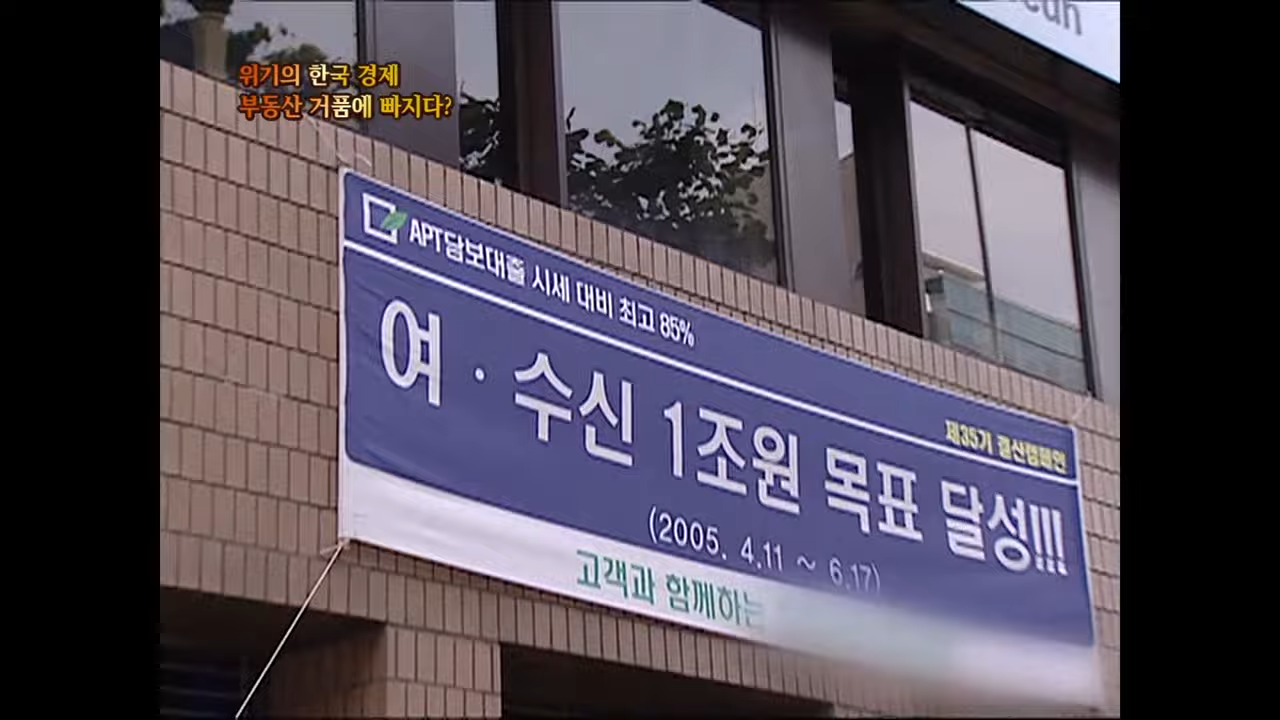 위기의 한국 경제
부동산 거품에 빠지다?
APT담보대출 시세 대비 최고 85%
제35기 결산캠페인
여·수신 1조원 목표 달성!!!
(2005. 4.11 ~ 6.17)
고객과 함께하는